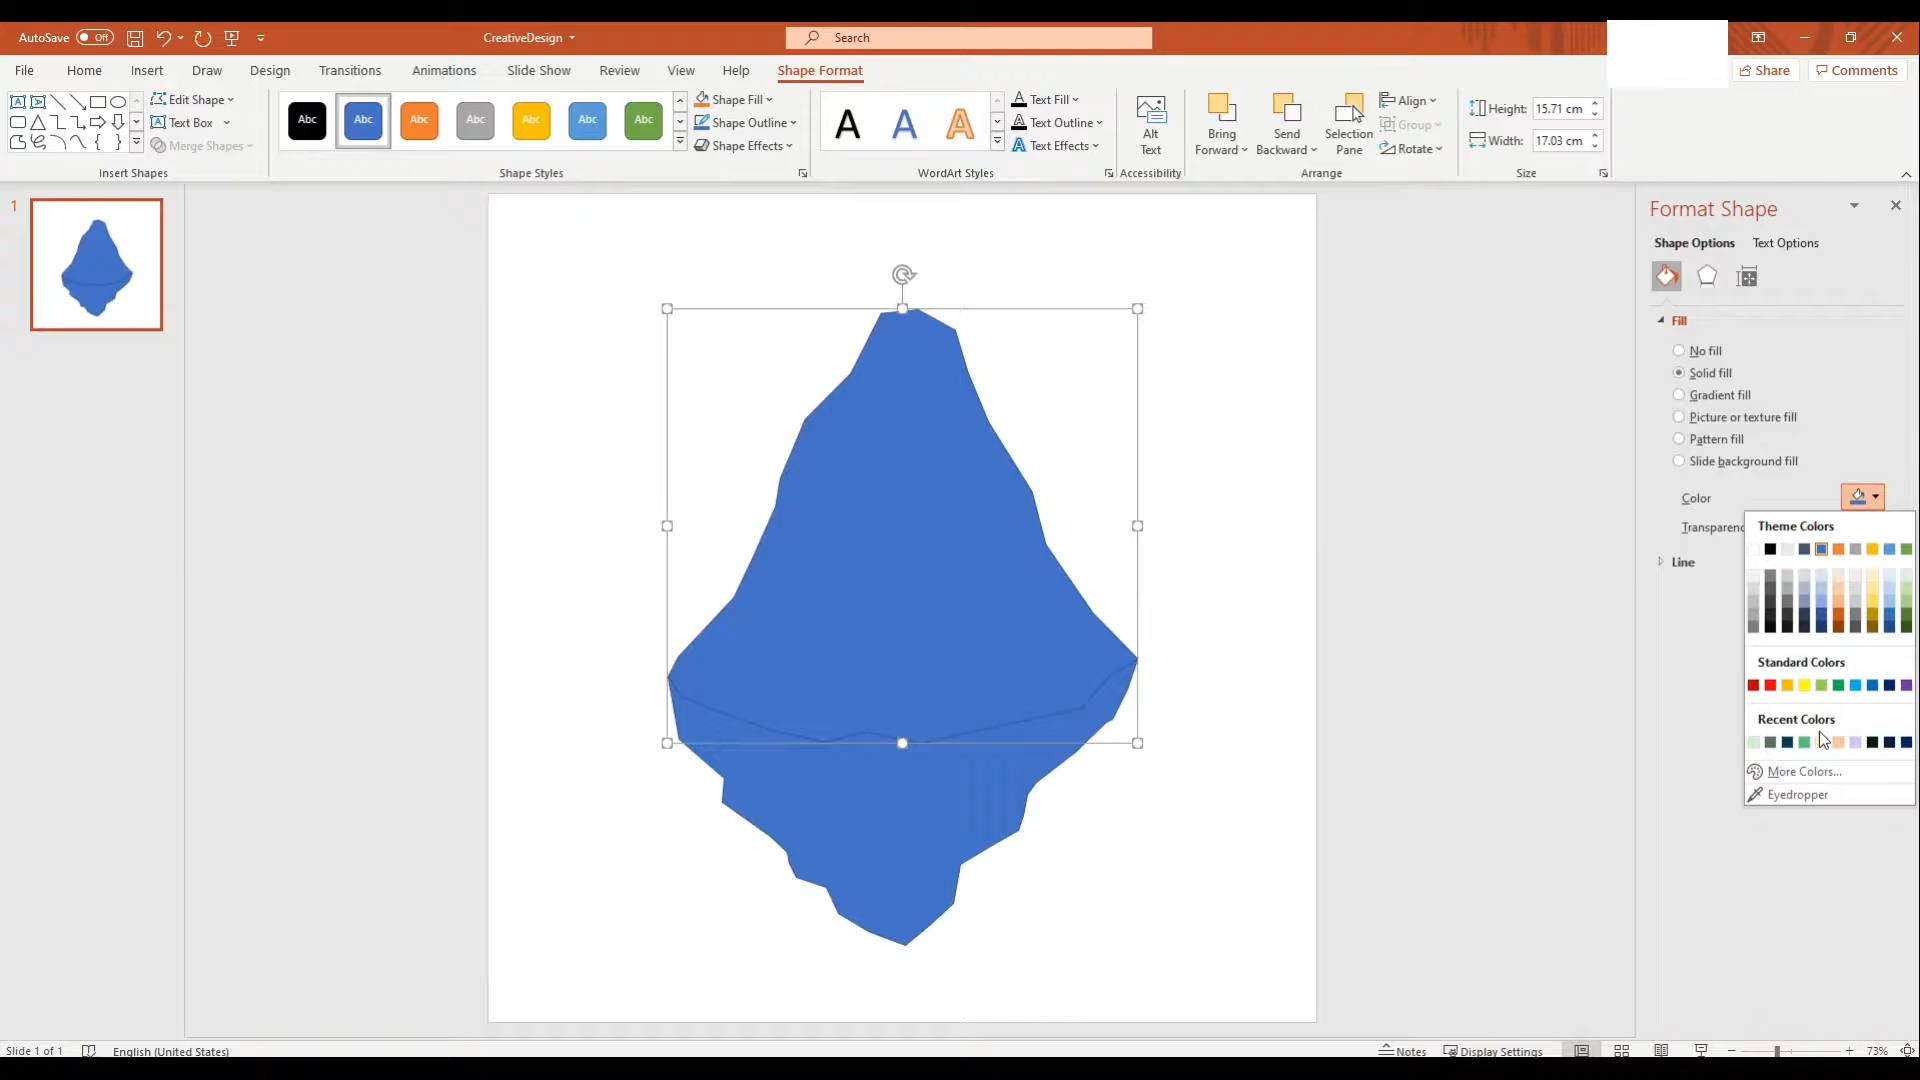 AutoSave Off CreativeDesign Search
File Home Insert Draw Design Transitions Animations Slide Show Review View Help Shape Format Share Comments
Edit Shape
Text Box
Merge Shapes
Insert Shapes
Abc Abc Abc Abc Abc Abc Abc
Shape Fill
Shape Outline
Shape Effects
Shape Styles
A A A
Text Fill
Text Outline
Text Effects
WordArt Styles
Alt
Text
Accessibility
Bring
Forward
Send
Backward
Selection
Pane
Align
Group
Rotate
Arrange
Height: 15.71 cm
Width: 17.03 cm
Size
1
Format Shape
Shape Options Text Options
Fill
No fill
Solid fill
Gradient fill
Picture or texture fill
Pattern fill
Slide background fill
Color
Transparenc
Line
Theme Colors
Standard Colors
Recent Colors
More Colors...
Eyedropper
Slide 1 of 1 English (United States) Notes Display Settings 73%